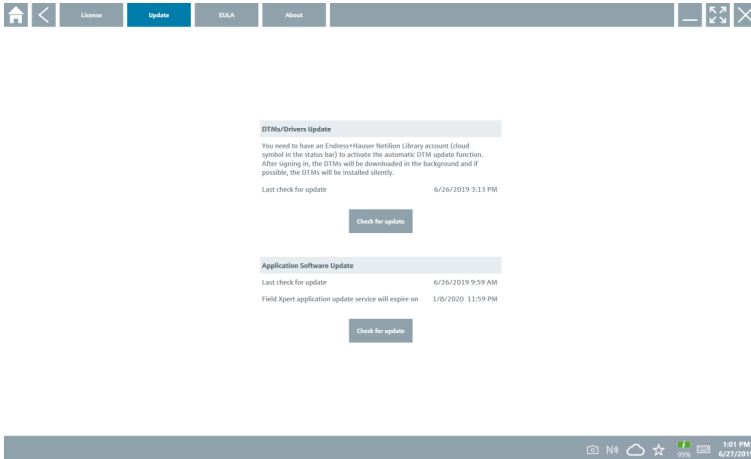 License Update EULA About
DTMs/Drivers Update
You need to have an Endress+Hauser Netilion Library account (cloud
symbol in the status bar) to activate the automatic DTM update function.
After signing in, the DTMs will be downloaded in the background and if
possible, the DTMs will be installed silently.
Last check for update 6/26/2019 3:13 PM
Check for update
Application Software Update
Last check for update 6/26/2019 9:59 AM
Field Xpert application update service will expire on 1/8/2020 11:59 PM
Check for update
1:01 PM
99% 6/27/201